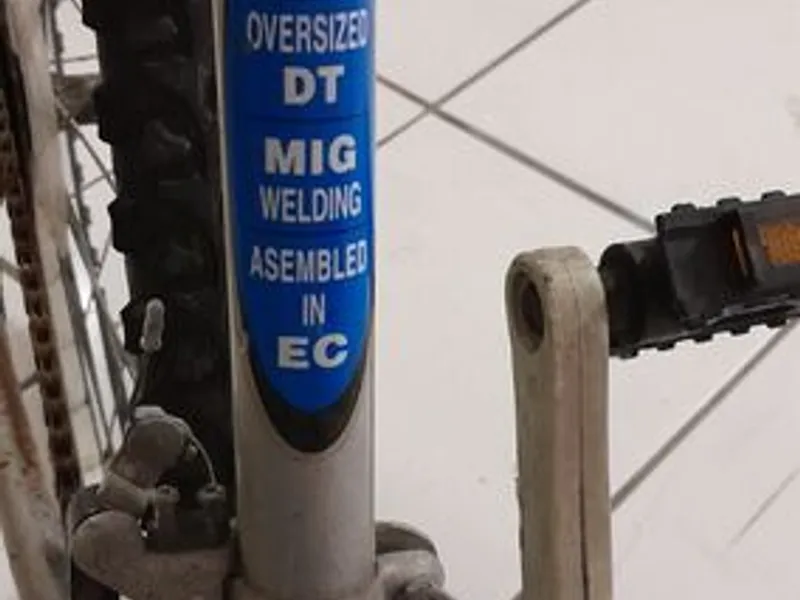 OVERSIZED
DT
MIG
WELDING
ASEMBLED
IN
EC